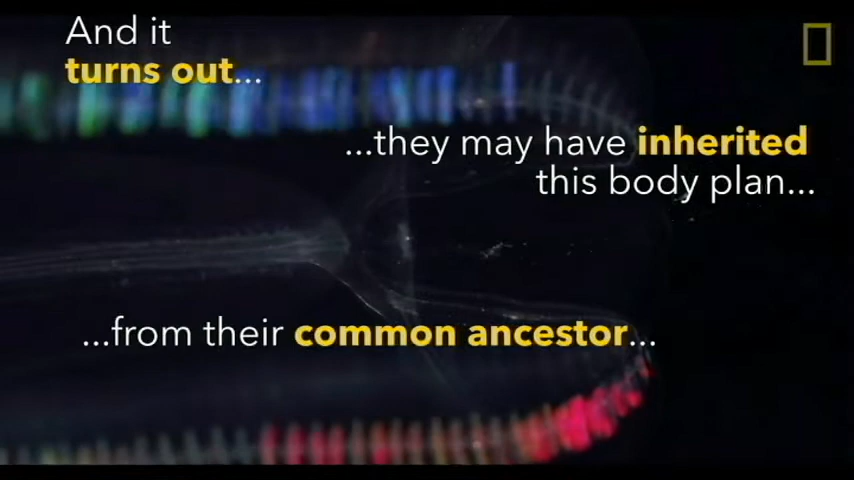 And it
turns out...
...they may have inherited
this body plan...
...from their common ancestor...